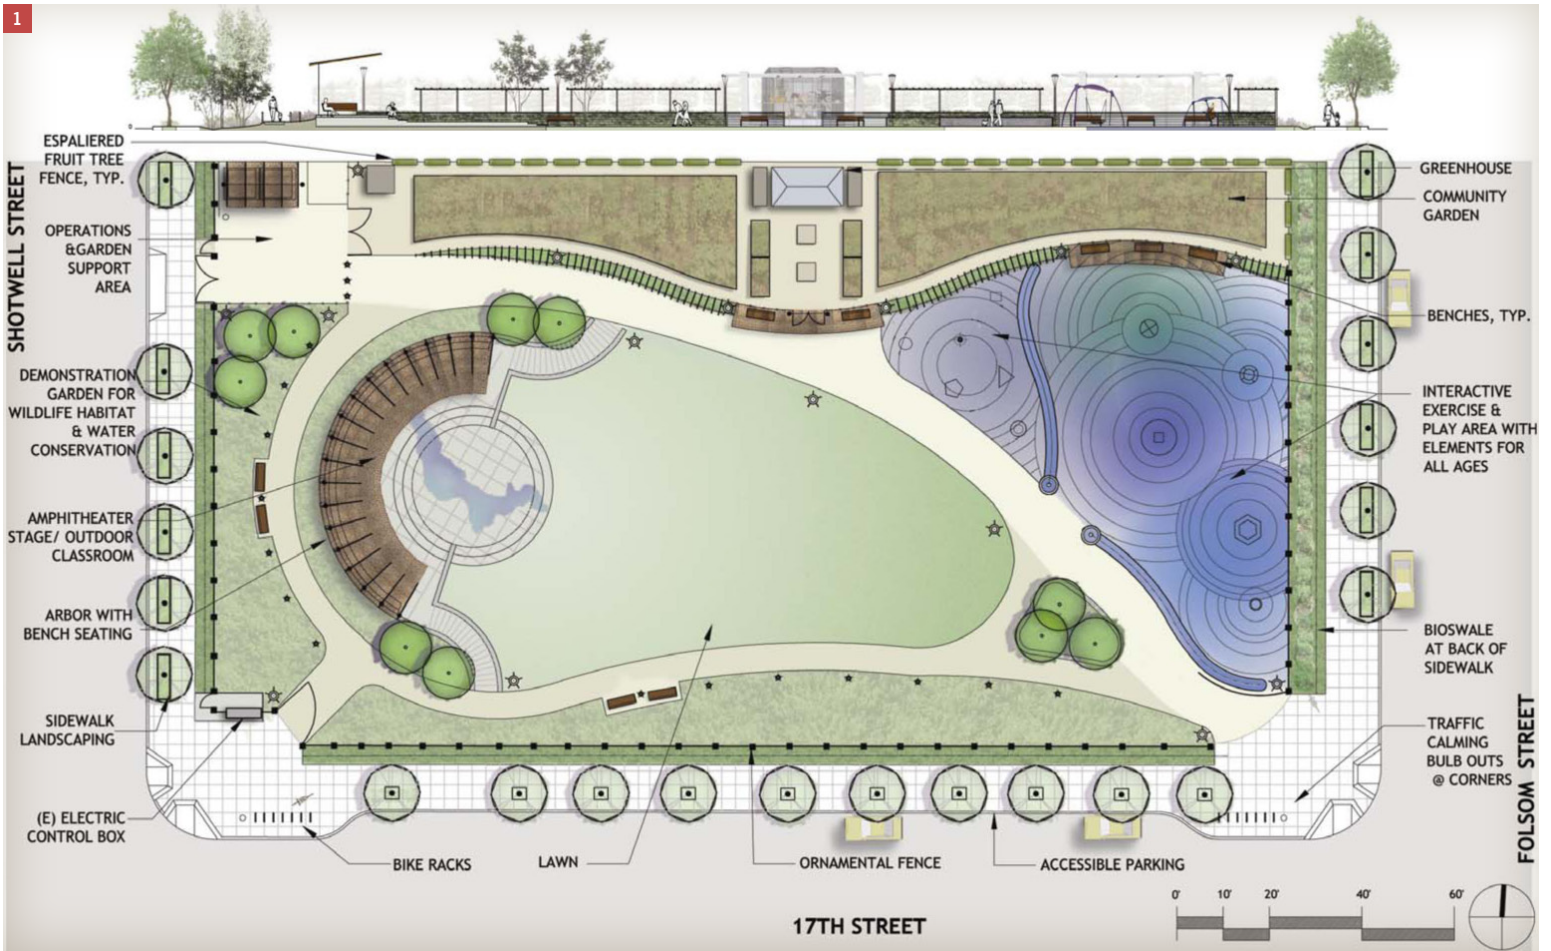 1
ESPALIERED
FRUIT TREE
FENCE, TYP.
SHOTWELL STREET
OPERATIONS
&GARDEN
SUPPORT
AREA
DEMONSTRATION
GARDEN FOR
WILDLIFE HABITAT
& WATER
CONSERVATION
AMPHITHEATER
STAGE/ OUTDOOR
CLASSROOM
ARBOR WITH
BENCH SEATING
SIDEWALK
LANDSCAPING
(E) ELECTRIC
CONTROL BOX
BIKE RACKS
LAWN
ORNAMENTAL FENCE
ACCESSIBLE PARKING
GREENHOUSE
COMMUNITY
GARDEN
BENCHES, TYP.
INTERACTIVE
EXERCISE &
PLAY AREA WITH
ELEMENTS FOR
ALL AGES
BIOSWALE
AT BACK OF
SIDEWALK
TRAFFIC
CALMING
BULB OUTS
@ CORNERS
FOLSOM STREET
17TH STREET
0' 10' 20' 40' 60'